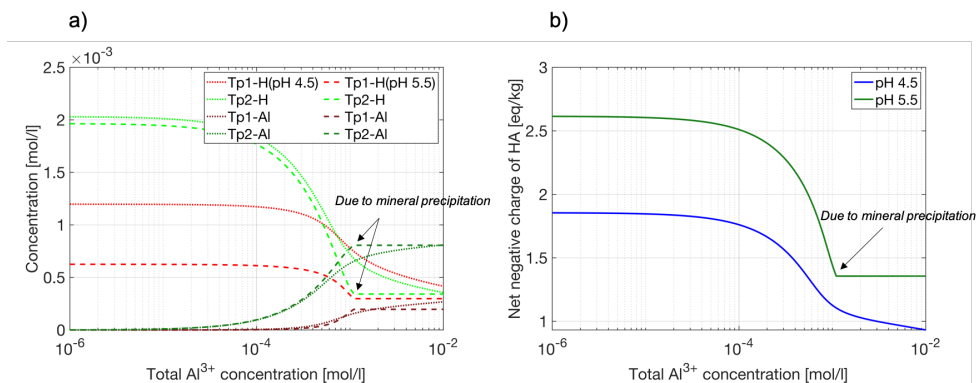 a)
×10⁻³
2.5
2
1.5
1
0.5
0
Concentration [mol/l]
Tp1-H(pH 4.5) Tp1-H(pH 5.5)
Tp2-H Tp2-H
Tp1-Al Tp1-Al
Tp2-Al Tp2-Al
Due to mineral precipitation
10⁻⁶ 10⁻⁴ 10⁻²
Total Al³⁺ concentration [mol/l]
b)
3
2.5
2
1.5
1
Net negative charge of HA [eq/kg]
pH 4.5
pH 5.5
Due to mineral precipitation
10⁻⁶ 10⁻⁴ 10⁻²
Total Al³⁺ concentration [mol/l]